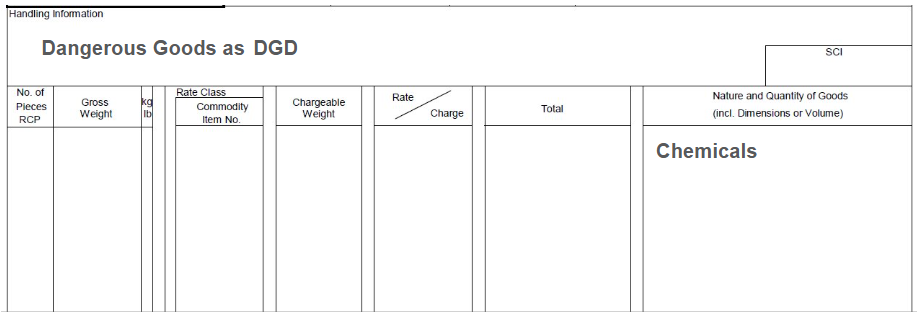 Handling Information
Dangerous Goods as DGD
SCI
No. of
Pieces
RCP
Gross
Weight
kg
lb
Rate Class
Commodity
Item No.
Chargeable
Weight
Rate
Charge
Total
Nature and Quantity of Goods
(incl. Dimensions or Volume)
Chemicals